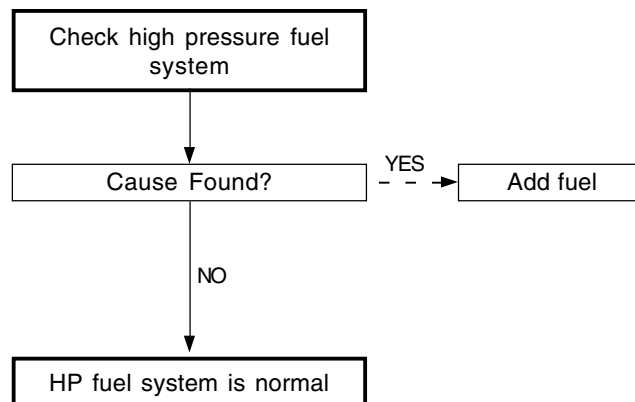 Check high pressure fuel
system
YES
Cause Found?
Add fuel
NO
HP fuel system is normal